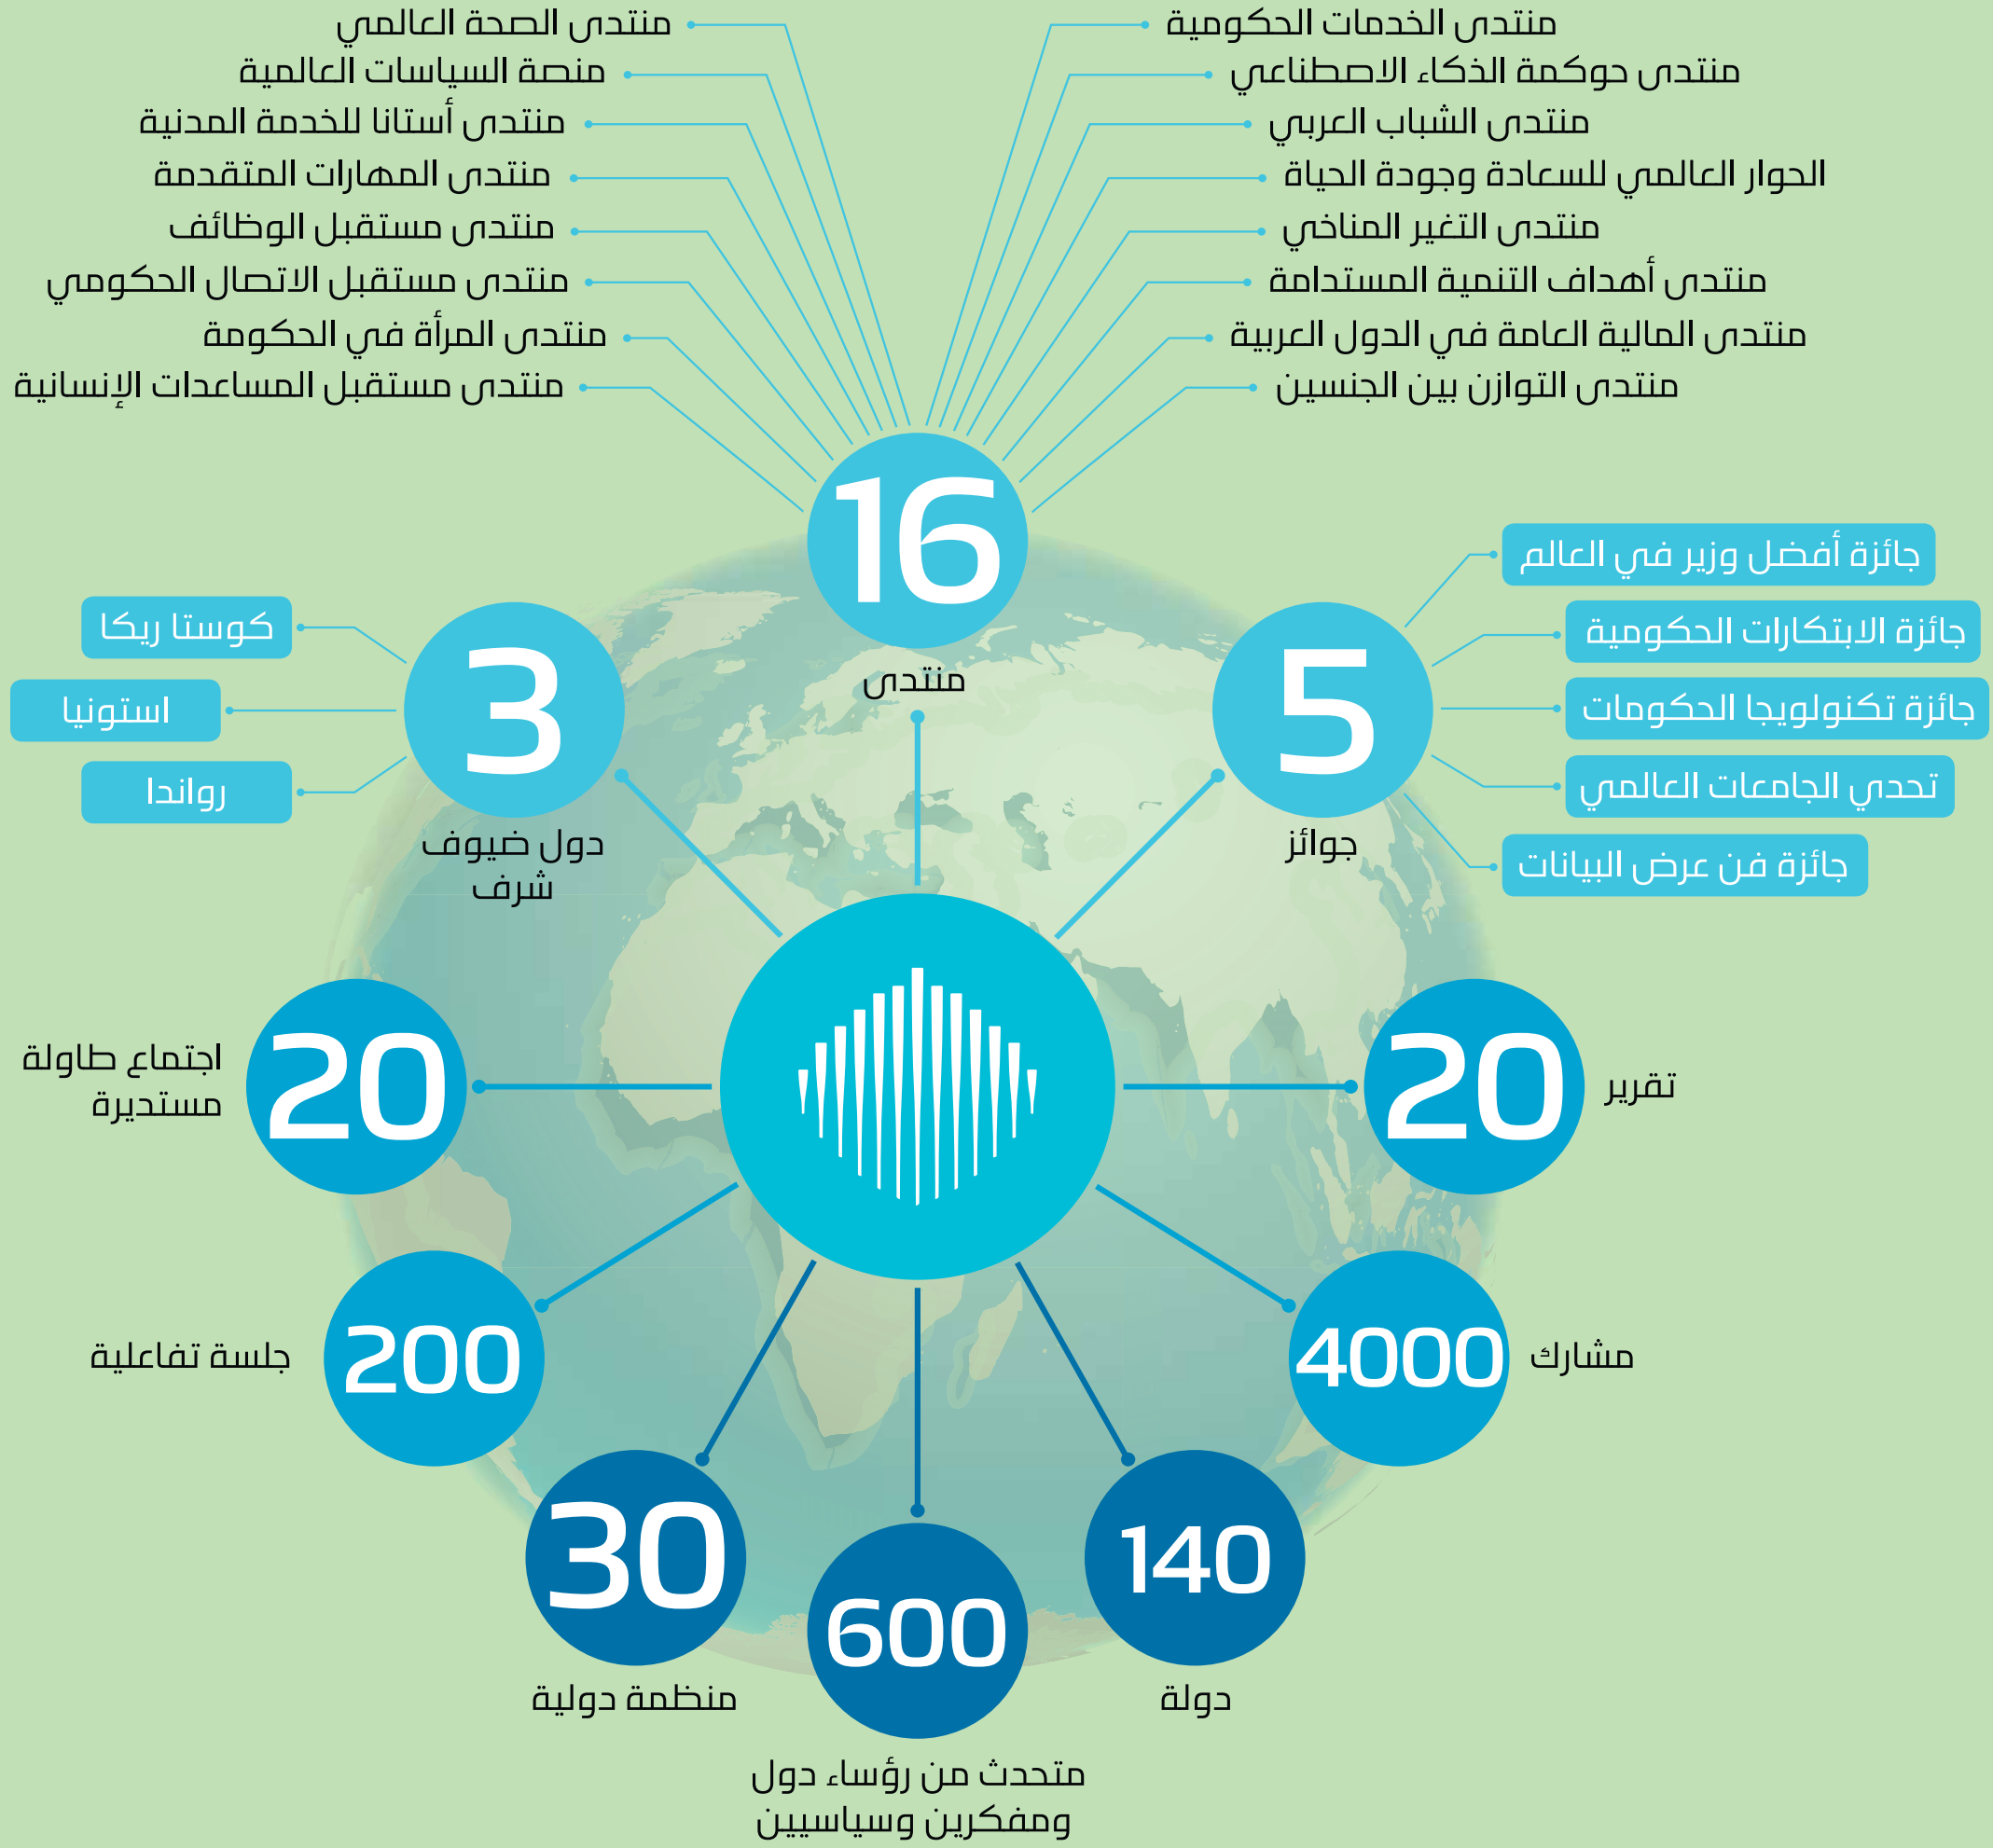 منتدى الخدمات الحكومية
منتدى حوكمة الذكاء الاصطناعي
منتدى الشباب العربي
الحوار العالمي للسعادة وجودة الحياة
منتدى التغير المناخي
منتدى أهداف التنمية المستدامة
منتدى المالية العامة في الدول العربية
منتدى التوازن بين الجنسين
منتدى الصحة العالمي
منصة السياسات العالمية
منتدى أستانا للخدمة المدنية
منتدى المهارات المتقدمة
منتدى مستقبل الوظائف
منتدى مستقبل الاتصال الحكومي
منتدى المرأة في الحكومة
منتدى مستقبل المساعدات الإنسانية
16
منتدى
5
جوائز
جائزة أفضل وزير في العالم
جائزة الابتكارات الحكومية
جائزة تكنولويجا الحكومات
تحدي الجامعات العالمي
جائزة فن عرض البيانات
3
دول ضيوف
شرف
كوستا ريكا
استونيا
رواندا
20
تقرير
20
اجتماع طاولة
مستديرة
4000
مشارك
200
جلسة تفاعلية
140
دولة
600
متحدث من رؤساء دول
ومفكرين وسياسيين
30
منظمة دولية